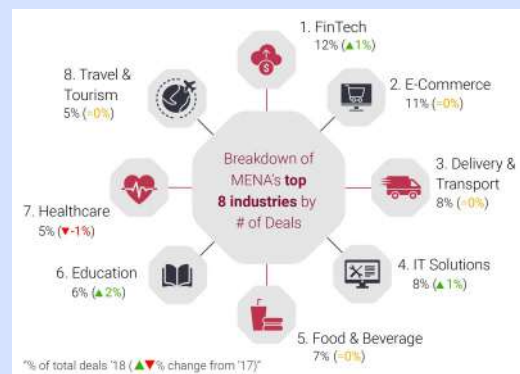 1. FinTech
12% (▲1%)
2. E-Commerce
11% (=0%)
3. Delivery &
Transport
8% (=0%)
4. IT Solutions
8% (▲1%)
5. Food & Beverage
7% (=0%)
6. Education
6% (▲2%)
7. Healthcare
5% (▼-1%)
8. Travel &
Tourism
5% (=0%)
Breakdown of
MENA's top
8 industries by
# of Deals
"% of total deals '18 (▲▼% change from '17)"